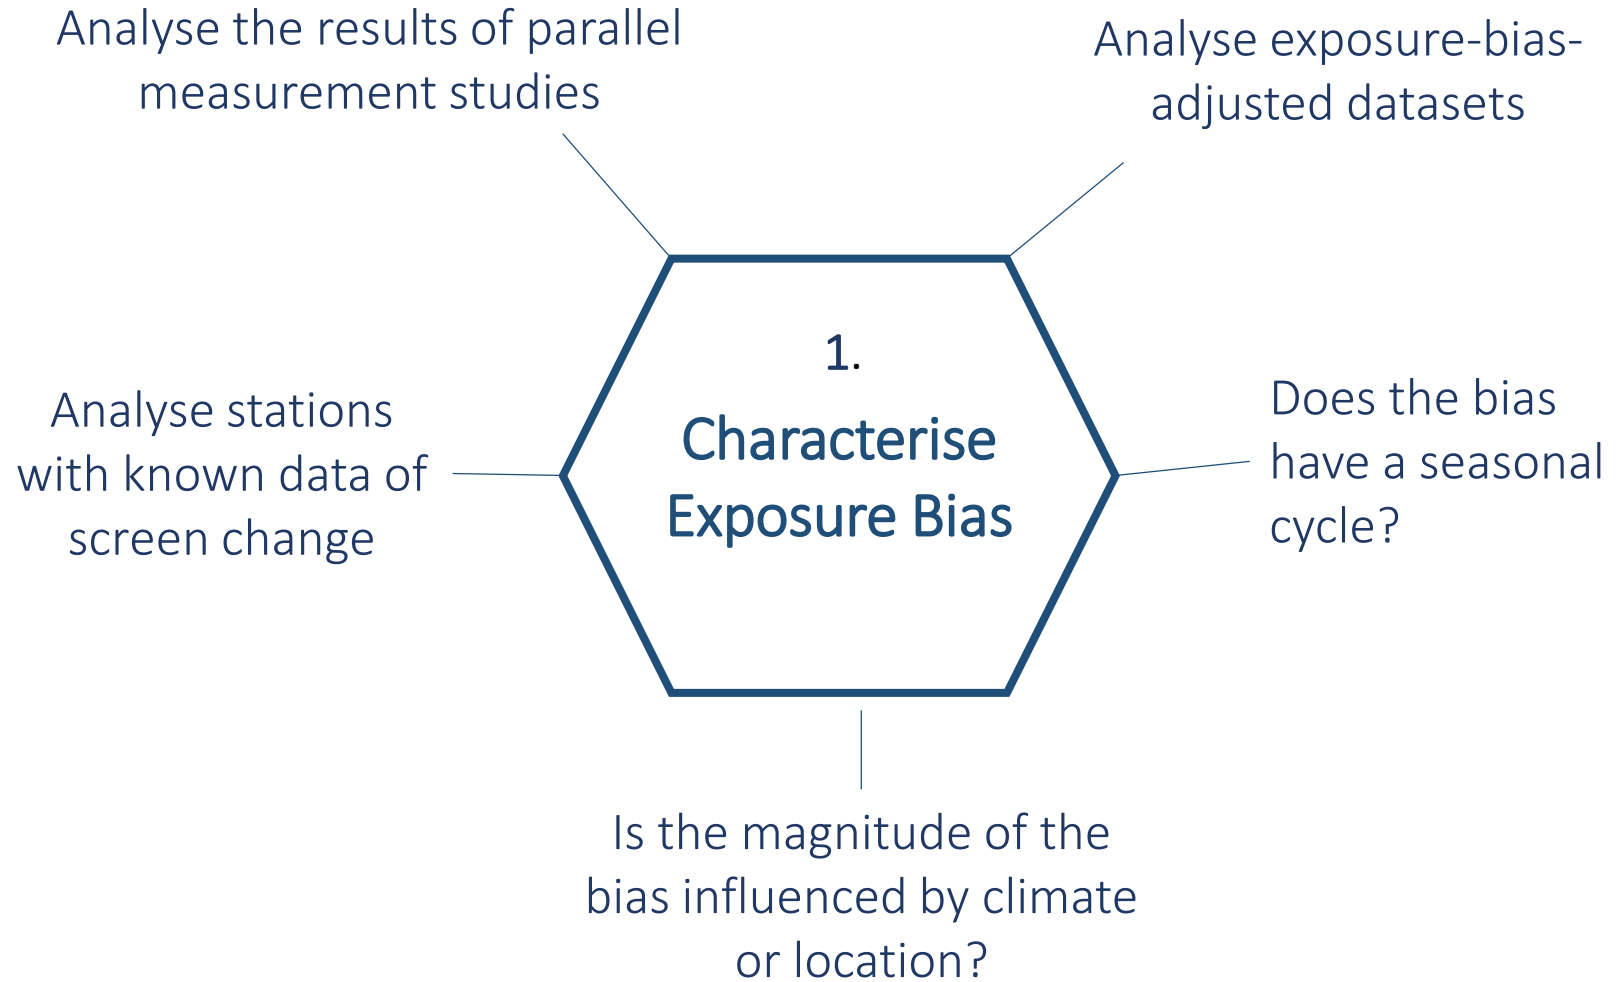 Analyse the results of parallel
measurement studies
Analyse exposure-bias-
adjusted datasets
1.
Characterise
Exposure Bias
Analyse stations
with known data of
screen change
Does the bias
have a seasonal
cycle?
Is the magnitude of the
bias influenced by climate
or location?